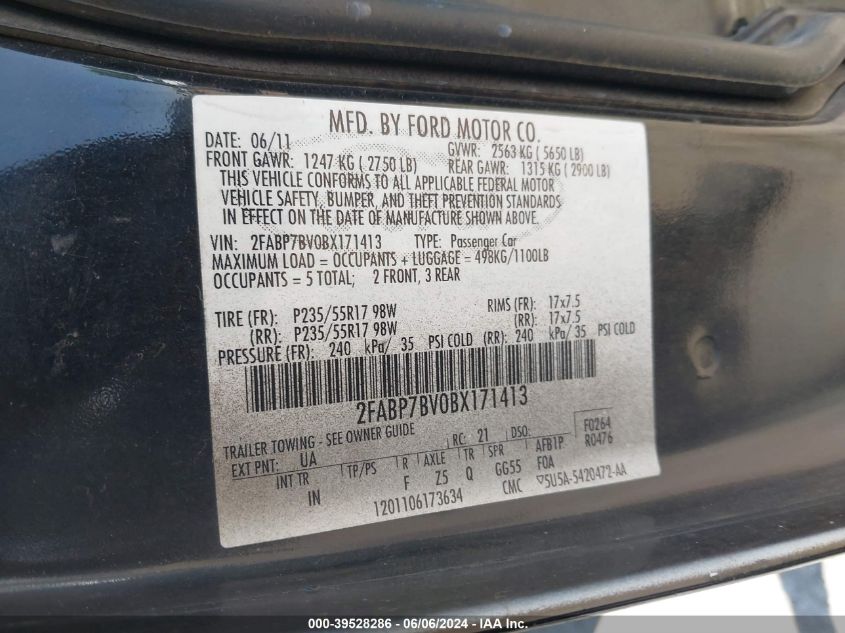 MFD. BY FORD MOTOR CO.
DATE: 06/11 GVWR: 2563 KG ( 5650 LB)
FRONT GAWR: 1247 KG ( 2750 LB) REAR GAWR: 1315 KG ( 2900 LB)
THIS VEHICLE CONFORMS TO ALL APPLICABLE FEDERAL MOTOR
VEHICLE SAFETY, BUMPER, AND THEFT PREVENTION STANDARDS
IN EFFECT ON THE DATE OF MANUFACTURE SHOWN ABOVE.
VIN: 2FABP7BV0BX171413 TYPE: Passenger Car
MAXIMUM LOAD = OCCUPANTS + LUGGAGE = 498KG/1100LB
OCCUPANTS = 5 TOTAL; 2 FRONT, 3 REAR
TIRE (FR): P235/55R17 98W RIMS (FR): 17x7.5
(RR): P235/55R17 98W (RR): 17x7.5
PRESSURE (FR): 240 kPa/ 35 PSI COLD (RR): 240 kPa/ 35 PSI COLD
2FABP7BV0BX171413
TRAILER TOWING - SEE OWNER GUIDE
EXT PNT: UA RC: 21 DSO: F0264
INT TR TP/PS R AXLE TR SPR AFB1P R0476
IN F Z5 Q GG55 FOA
1201106173634 CMC ▽5U5A-5420472-AA
000-39528286 - 06/06/2024 - IAA Inc.